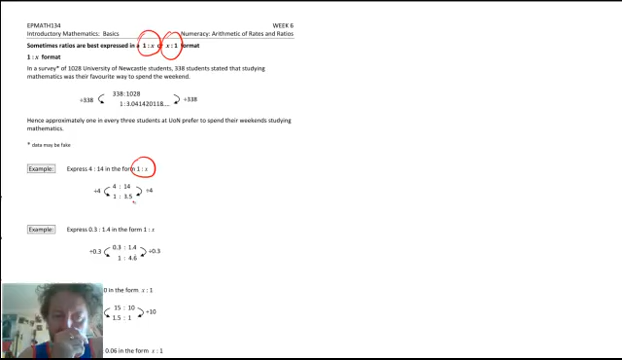 EPMATH134 WEEK 6
Introductory Mathematics: Basics Numeracy: Arithmetic of Rates and Ratios
Sometimes ratios are best expressed in a 1 : x or x : 1 format
1 : x format
In a survey* of 1028 University of Newcastle students, 338 students stated that studying
mathematics was their favourite way to spend the weekend.
338:1028
÷338 ÷338
1:3.041420118....
Hence approximately one in every three students at UoN prefer to spend their weekends studying
mathematics.
* data may be fake
Example: Express 4 : 14 in the form 1 : x
4 : 14
÷4 ÷4
1 : 3.5
Example: Express 0.3 : 1.4 in the form 1 : x
0.3 : 1.4
÷0.3 ÷0.3
1 : 4.6
0 in the form x : 1
15 : 10
÷10
1.5 : 1
0.06 in the form x : 1